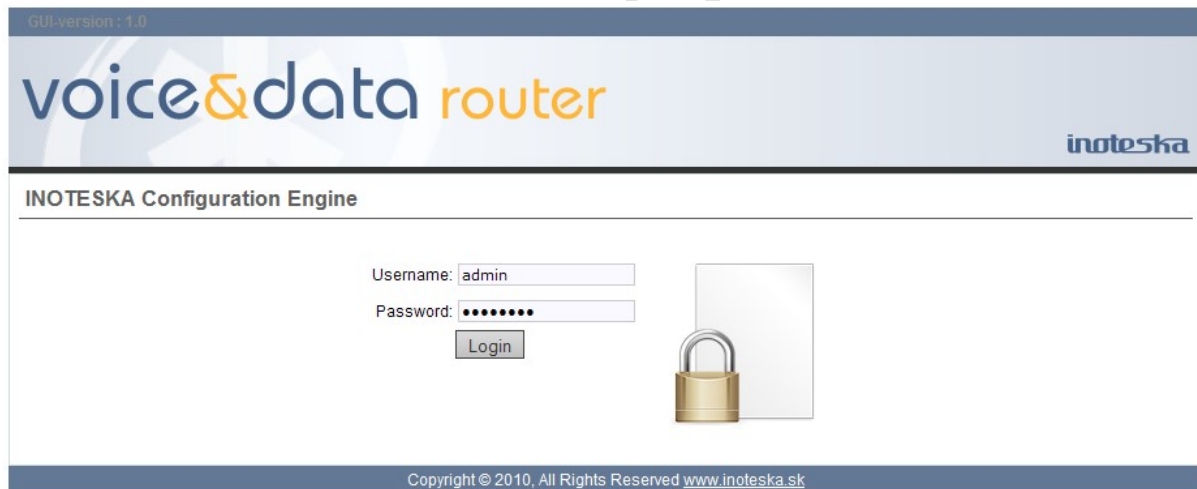 GUI-version : 1.0
voice&data router
inoteska
INOTESKA Configuration Engine
Username: admin
Password: ••••••••
Login
Copyright © 2010, All Rights Reserved www.inoteska.sk